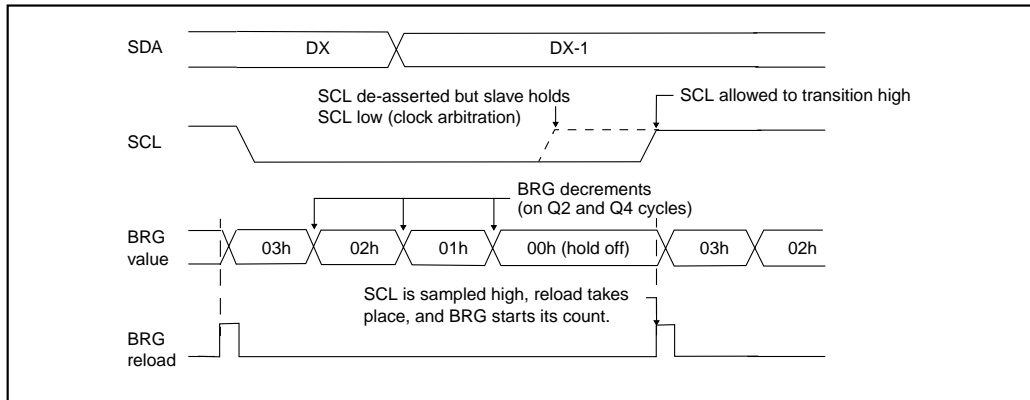 SDA
DX
DX-1
SCL de-asserted but slave holds
SCL low (clock arbitration)
SCL allowed to transition high
SCL
BRG decrements
(on Q2 and Q4 cycles)
BRG
value
03h
02h
01h
00h (hold off)
03h
02h
SCL is sampled high, reload takes
place, and BRG starts its count.
BRG
reload